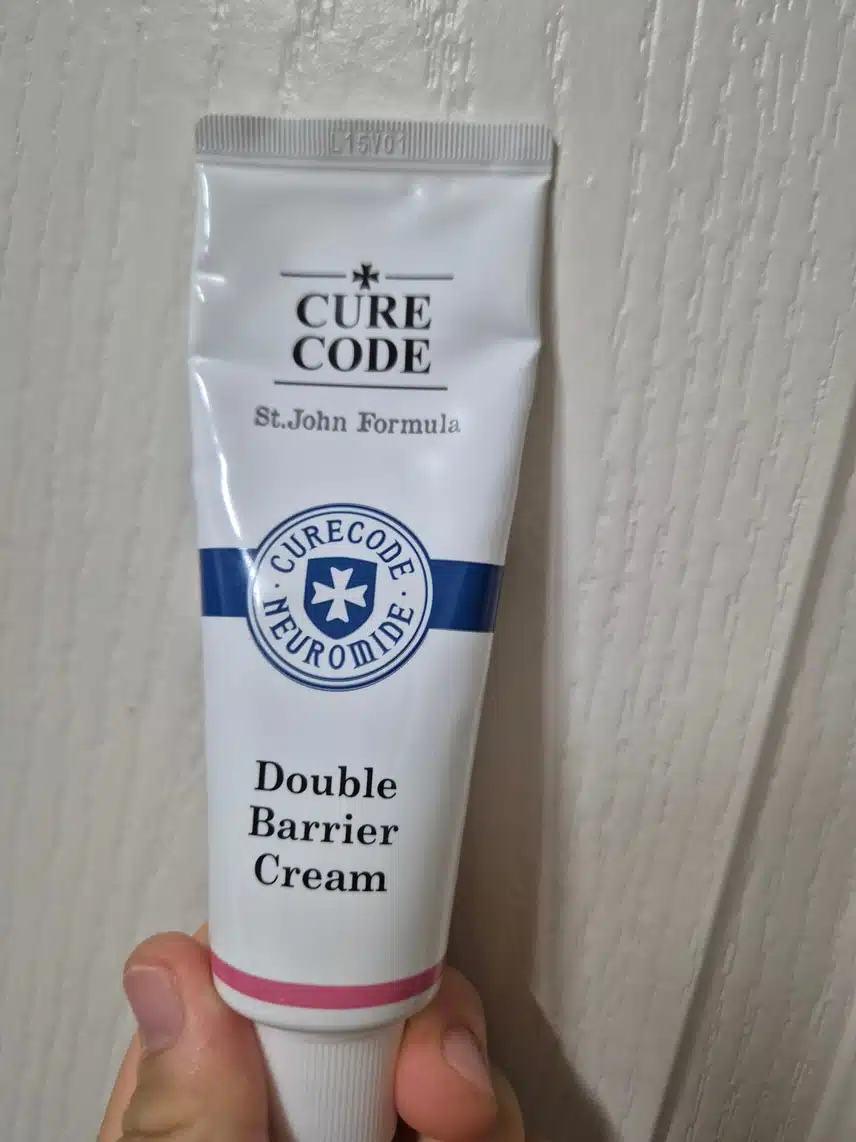 L15V01
CURE
CODE
St.John Formula
CURECODE
NEUROMIDE
Double
Barrier
Cream